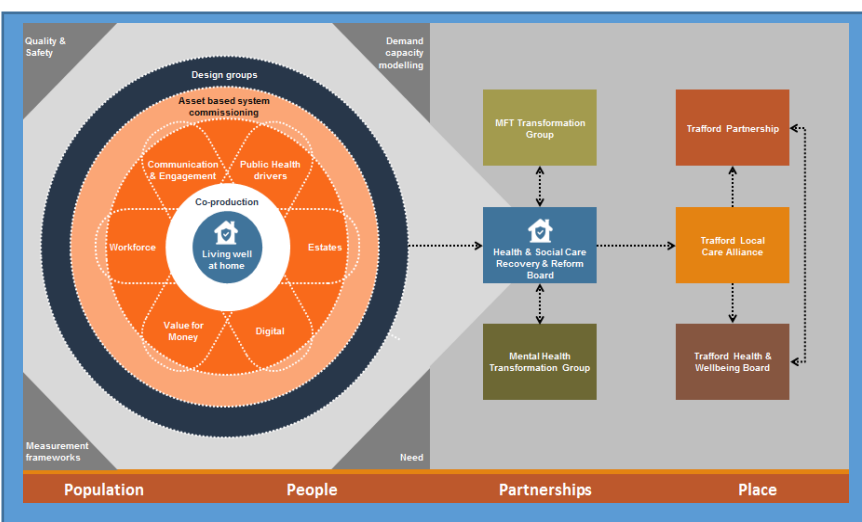 Quality &
Safety
Demand
capacity
modelling
Design groups
Asset based system
commissioning
Communication
& Engagement
Public Health
drivers
Co-production
Living well
at home
Workforce
Estates
Value for
Money
Digital
Measurement
frameworks
Need
MFT Transformation
Group
Health & Social Care
Recovery & Reform
Board
Mental Health
Transformation Group
Trafford Partnership
Trafford Local
Care Alliance
Trafford Health &
Wellbeing Board
Population
People
Partnerships
Place